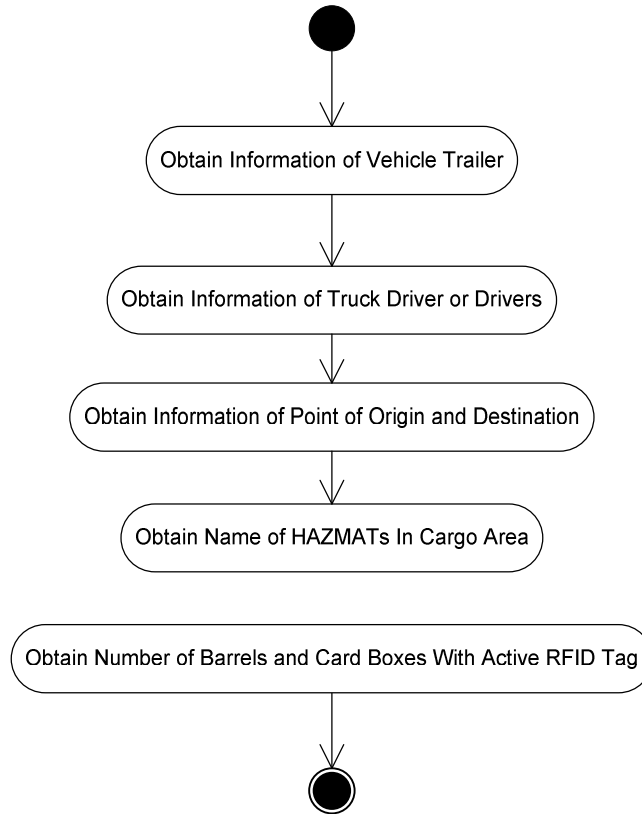 Obtain Information of Vehicle Trailer
Obtain Information of Truck Driver or Drivers
Obtain Information of Point of Origin and Destination
Obtain Name of HAZMATs In Cargo Area
Obtain Number of Barrels and Card Boxes With Active RFID Tag